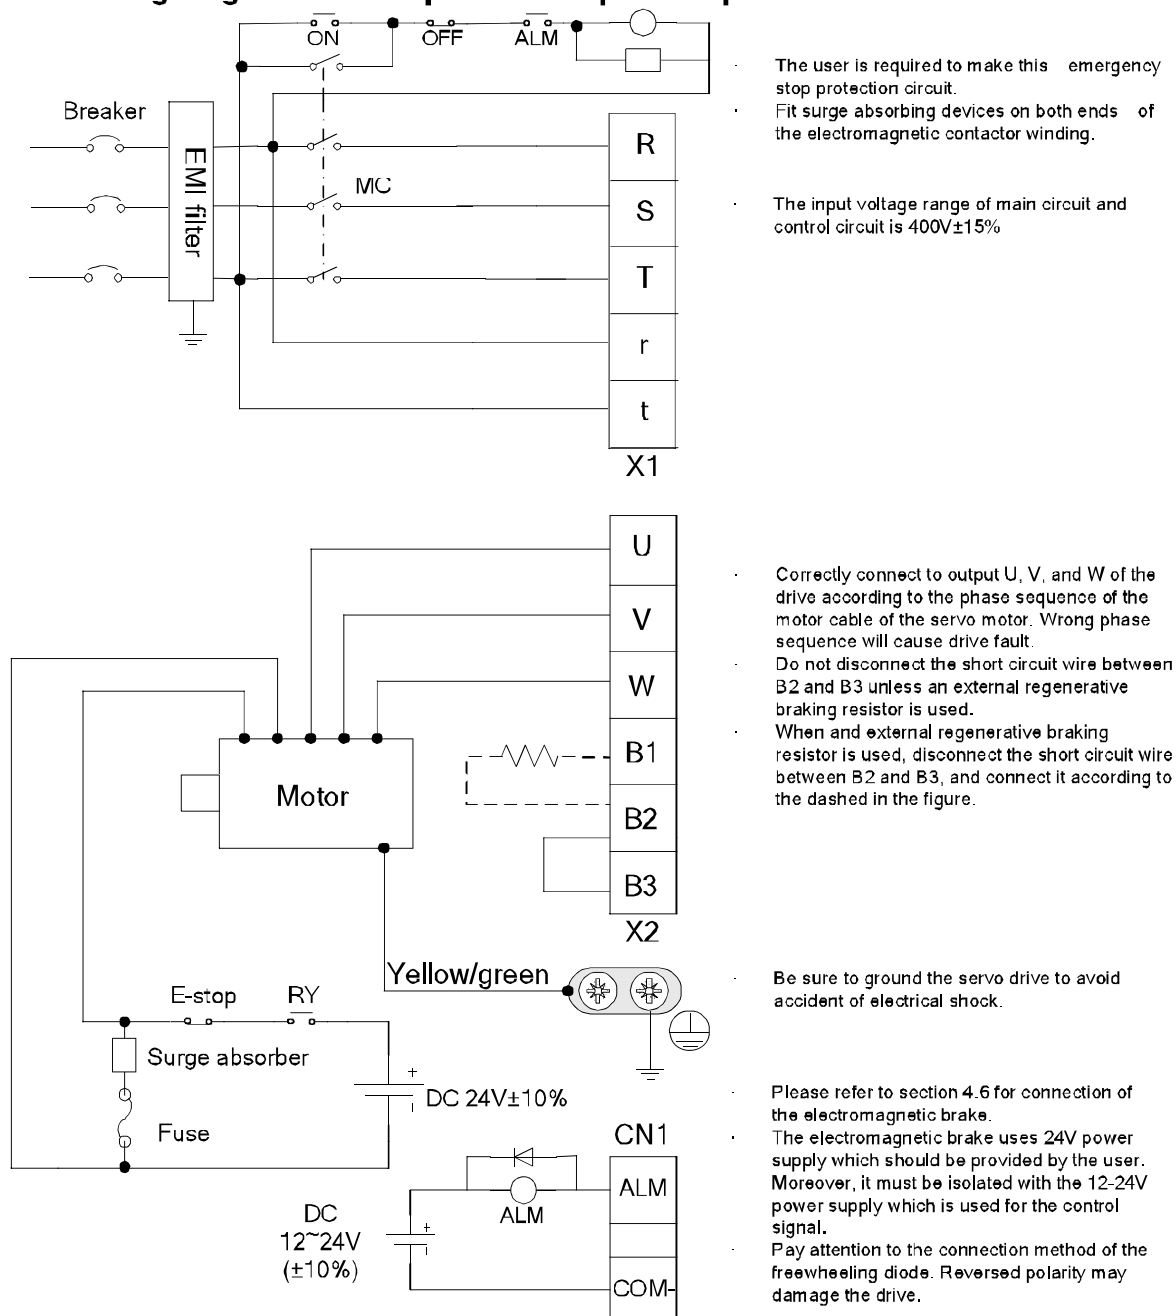 ON
OFF
ALM
Breaker
EMI filter
MC
R
S
T
r
t
X1
The user is required to make this emergency
stop protection circuit.
Fit surge absorbing devices on both ends of
the electromagnetic contactor winding.
The input voltage range of main circuit and
control circuit is 400V±15%
U
V
W
B1
B2
B3
X2
Motor
Correctly connect to output U, V, and W of the
drive according to the phase sequence of the
motor cable of the servo motor. Wrong phase
sequence will cause drive fault.
Do not disconnect the short circuit wire between
B2 and B3 unless an external regenerative
braking resistor is used.
When and external regenerative braking
resistor is used, disconnect the short circuit wire
between B2 and B3, and connect it according to
the dashed in the figure.
Yellow/green
Be sure to ground the servo drive to avoid
accident of electrical shock.
E-stop
RY
Surge absorber
Fuse
+
DC 24V±10%
CN1
ALM
COM-
ALM
DC
12~24V
(±10%)
+
Please refer to section 4.6 for connection of
the electromagnetic brake.
The electromagnetic brake uses 24V power
supply which should be provided by the user.
Moreover, it must be isolated with the 12-24V
power supply which is used for the control
signal.
Pay attention to the connection method of the
freewheeling diode. Reversed polarity may
damage the drive.